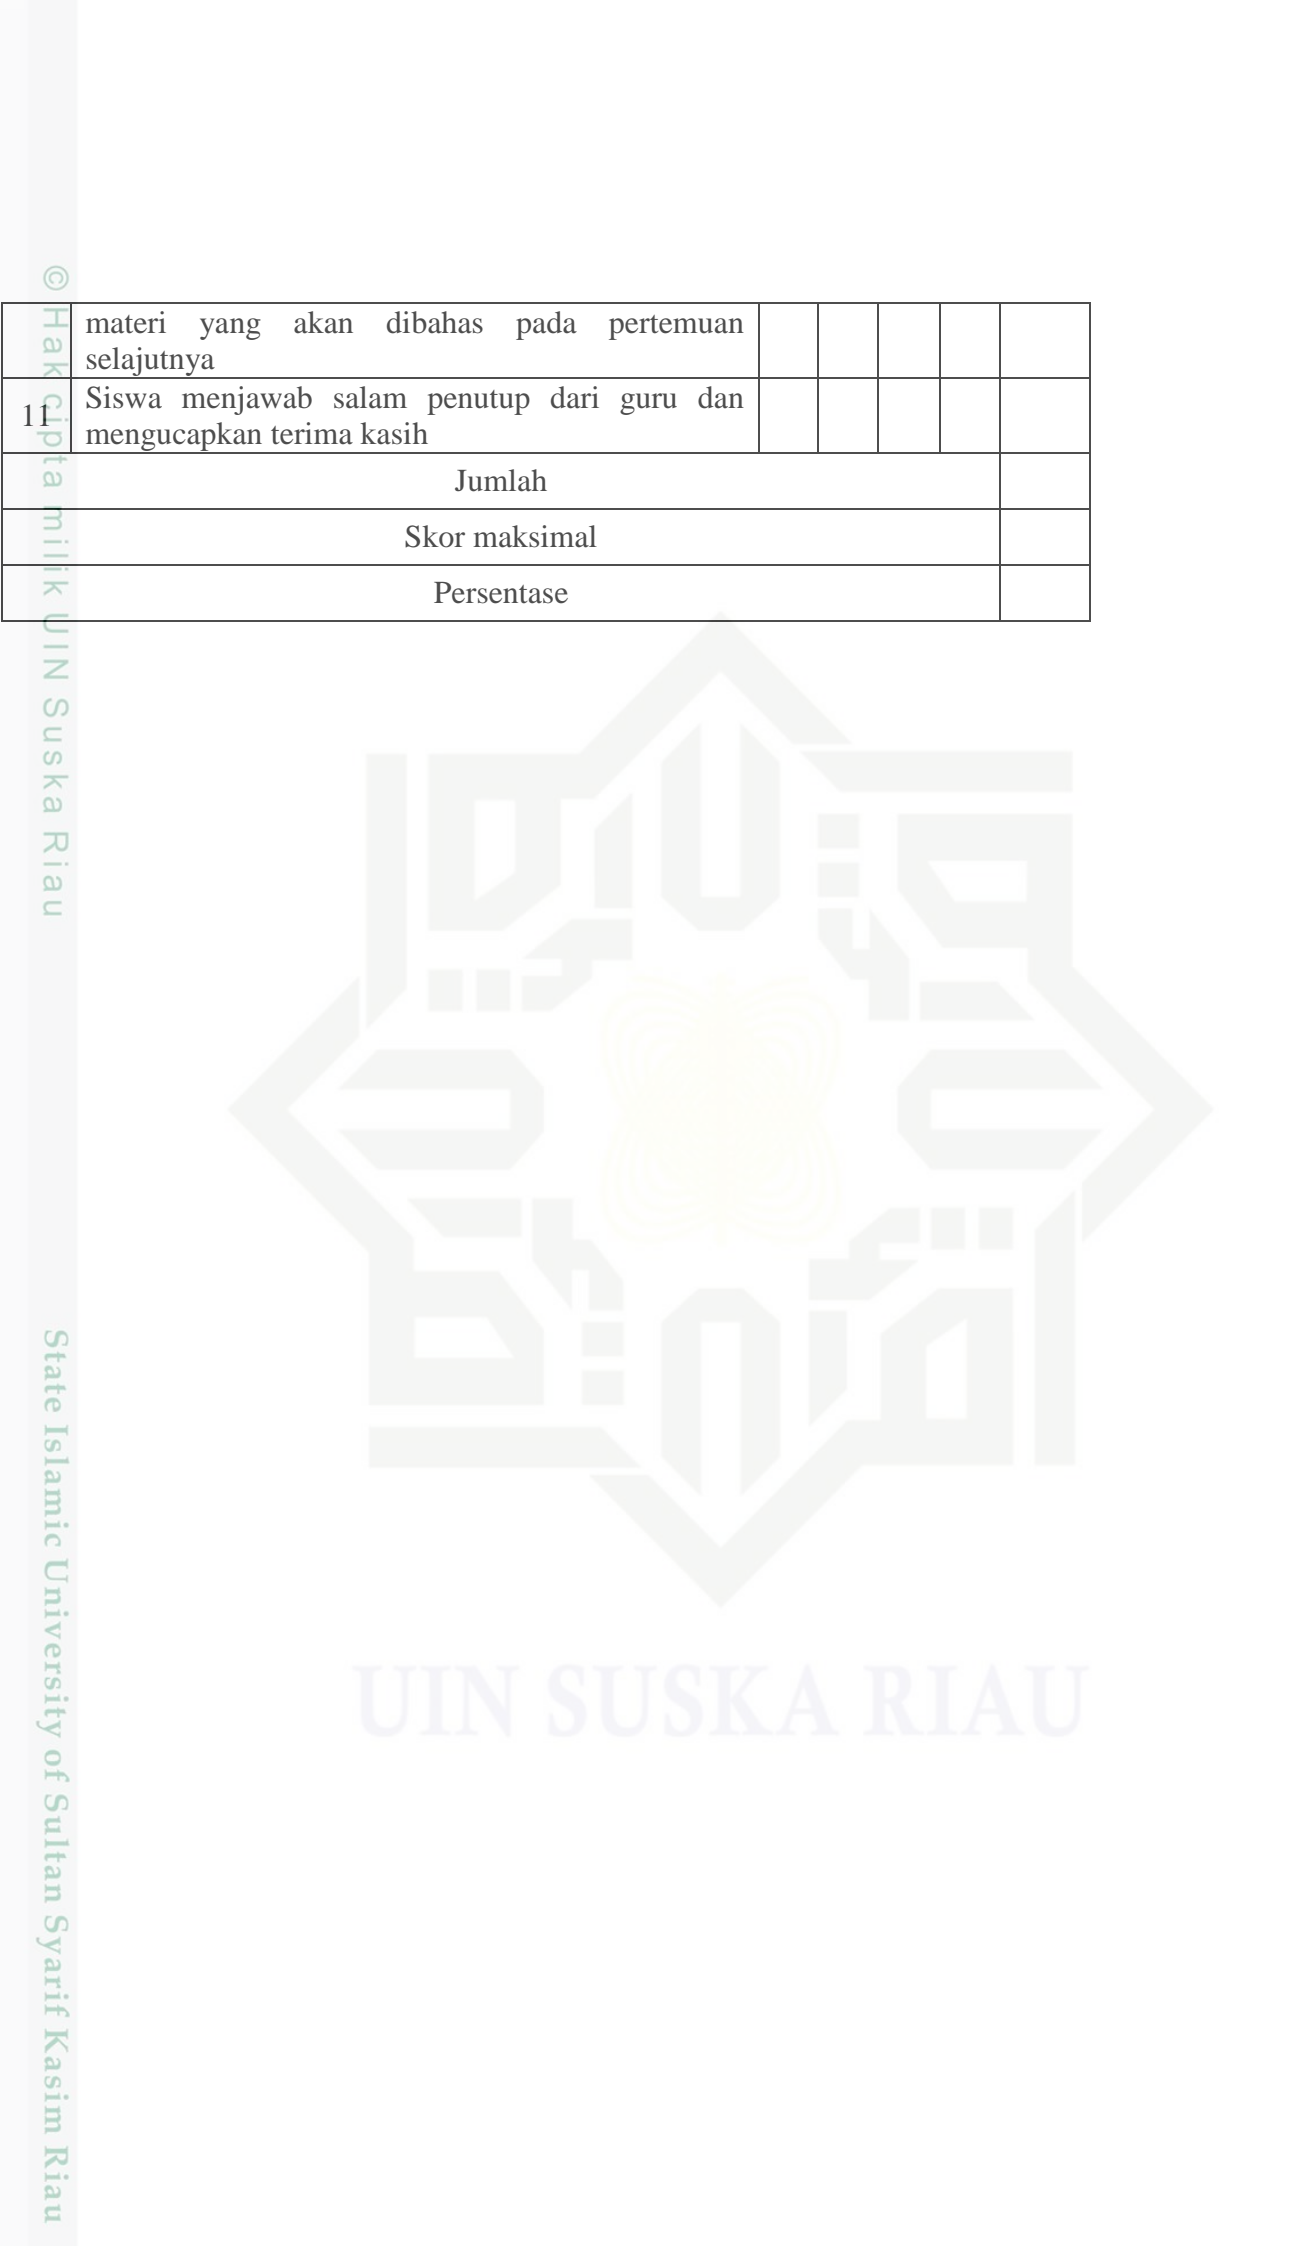 © Hak cipta milik UIN Suska Riau
materi yang akan dibahas pada pertemuan
selajutnya
11
Siswa menjawab salam penutup dari guru dan
mengucapkan terima kasih
Jumlah
Skor maksimal
Persentase
State Islamic University of Sultan Syarif Kasim Riau
UIN SUSKA RIAU